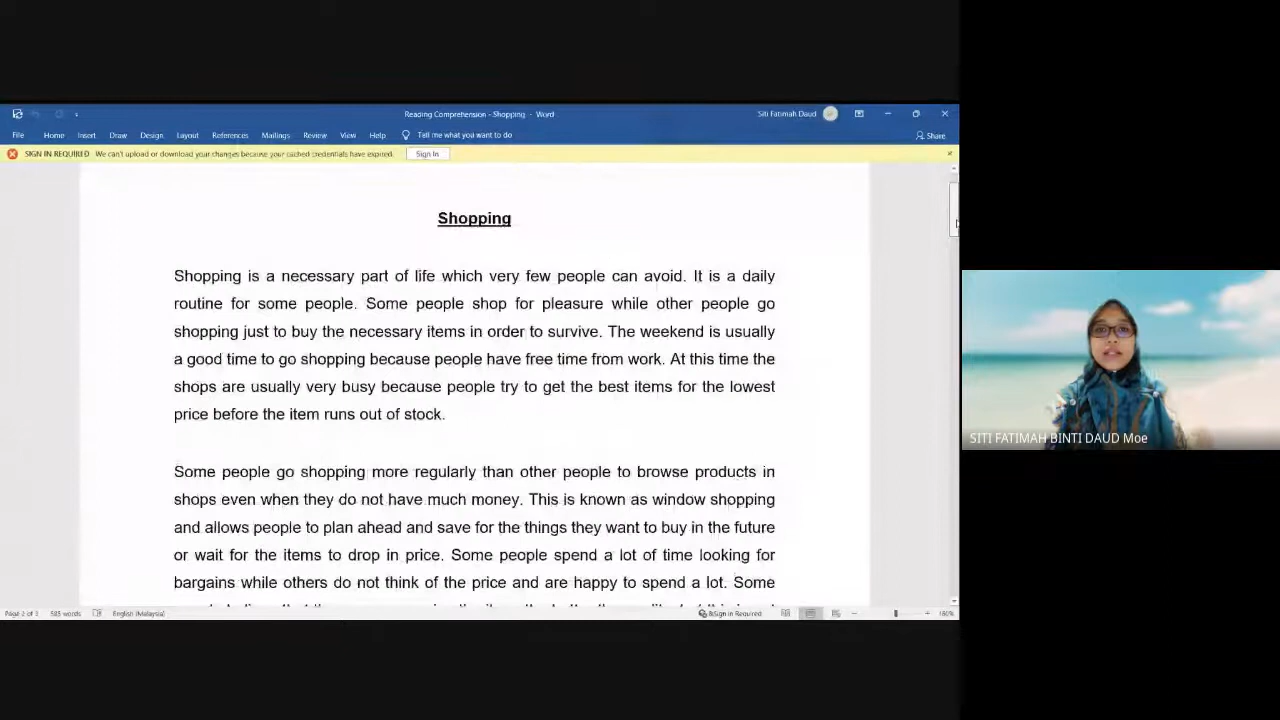 Reading Comprehension - Shopping - Word
Siti Fatimah Daud
File Home Insert Draw Design Layout References Mailings Review View Help Tell me what you want to do
Share
SIGN IN REQUIRED We can't upload or download your changes because your cached credentials have expired. Sign In
Shopping
Shopping is a necessary part of life which very few people can avoid. It is a daily
routine for some people. Some people shop for pleasure while other people go
shopping just to buy the necessary items in order to survive. The weekend is usually
a good time to go shopping because people have free time from work. At this time the
shops are usually very busy because people try to get the best items for the lowest
price before the item runs out of stock.
Some people go shopping more regularly than other people to browse products in
shops even when they do not have much money. This is known as window shopping
and allows people to plan ahead and save for the things they want to buy in the future
or wait for the items to drop in price. Some people spend a lot of time looking for
bargains while others do not think of the price and are happy to spend a lot. Some
SITI FATIMAH BINTI DAUD Moe
585 words English (Malaysia) Sign in Required